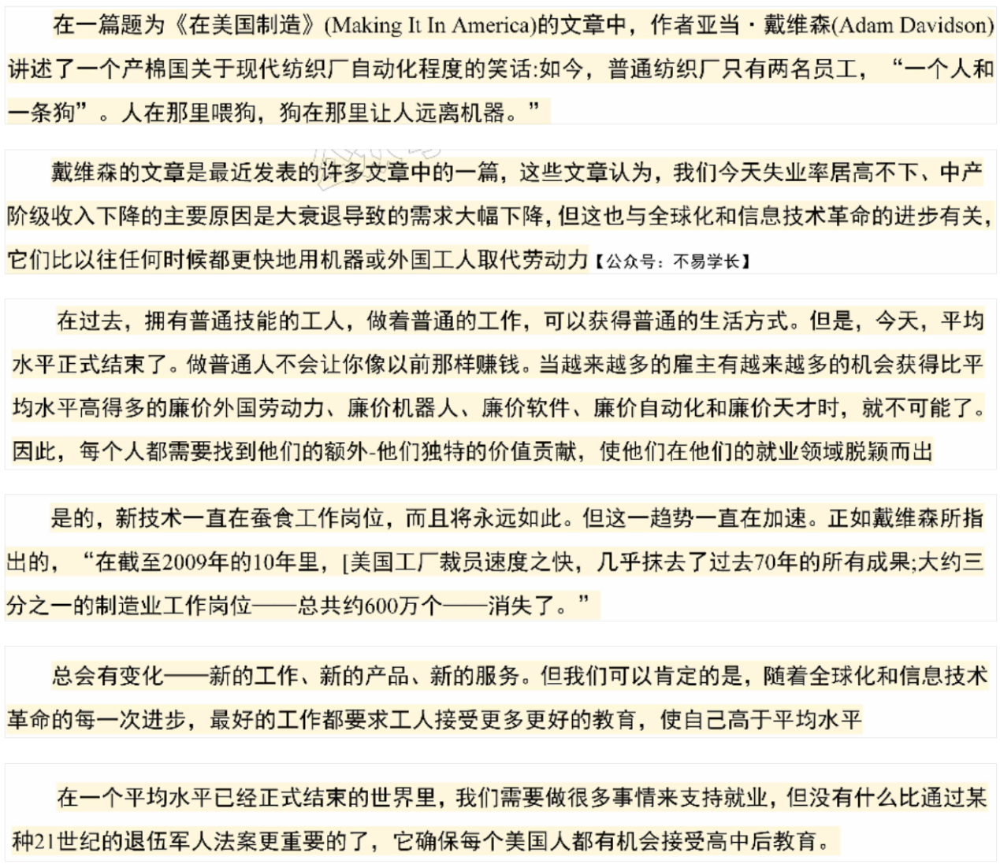 在一篇题为《在美国制造》(Making It In America)的文章中，作者亚当·戴维森(Adam Davidson)
讲述了一个产棉国关于现代纺织厂自动化程度的笑话:如今，普通纺织厂只有两名员工，“一个人和
一条狗”。人在那里喂狗，狗在那里让人远离机器。”
戴维森的文章是最近发表的许多文章中的一篇，这些文章认为，我们今天失业率居高不下、中产
阶级收入下降的主要原因是大衰退导致的需求大幅下降,但这也与全球化和信息技术革命的进步有关，
它们比以往任何时候都更快地用机器或外国工人取代劳动力【公众号：不易学长】
在过去，拥有普通技能的工人，做着普通的工作，可以获得普通的生活方式。但是，今天，平均
水平正式结束了。做普通人不会让你像以前那样赚钱。当越来越多的雇主有越来越多的机会获得比平
均水平高得多的廉价外国劳动力、廉价机器人、廉价软件、廉价自动化和廉价天才时，就不可能了。
因此，每个人都需要找到他们的额外-他们独特的价值贡献，使他们在他们的就业领域脱颖而出
是的，新技术一直在蚕食工作岗位，而且将永远如此。但这一趋势一直在加速。正如戴维森所指
出的，“在截至2009年的10年里，[美国工厂裁员速度之快，几乎抹去了过去70年的所有成果;大约三
分之一的制造业工作岗位——总共约600万个——消失了。”
总会有变化——新的工作、新的产品、新的服务。但我们可以肯定的是，随着全球化和信息技术
革命的每一次进步，最好的工作都要求工人接受更多更好的教育，使自己高于平均水平
在一个平均水平已经正式结束的世界里，我们需要做很多事情来支持就业，但没有什么比通过某
种21世纪的退伍军人法案更重要的了，它确保每个美国人都有机会接受高中后教育。